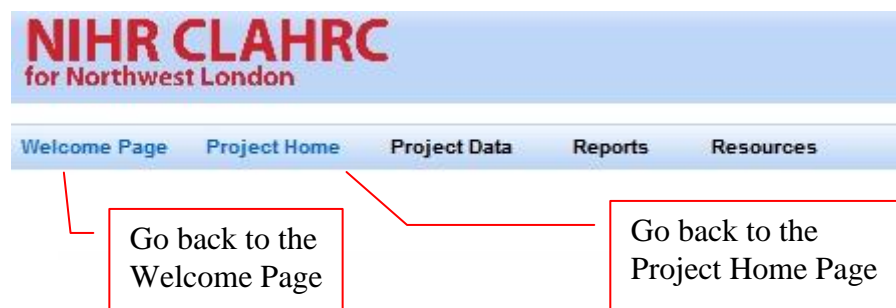 NIHR CLAHRC
for Northwest London
Welcome Page Project Home Project Data Reports Resources
Go back to the
Welcome Page
Go back to the
Project Home Page